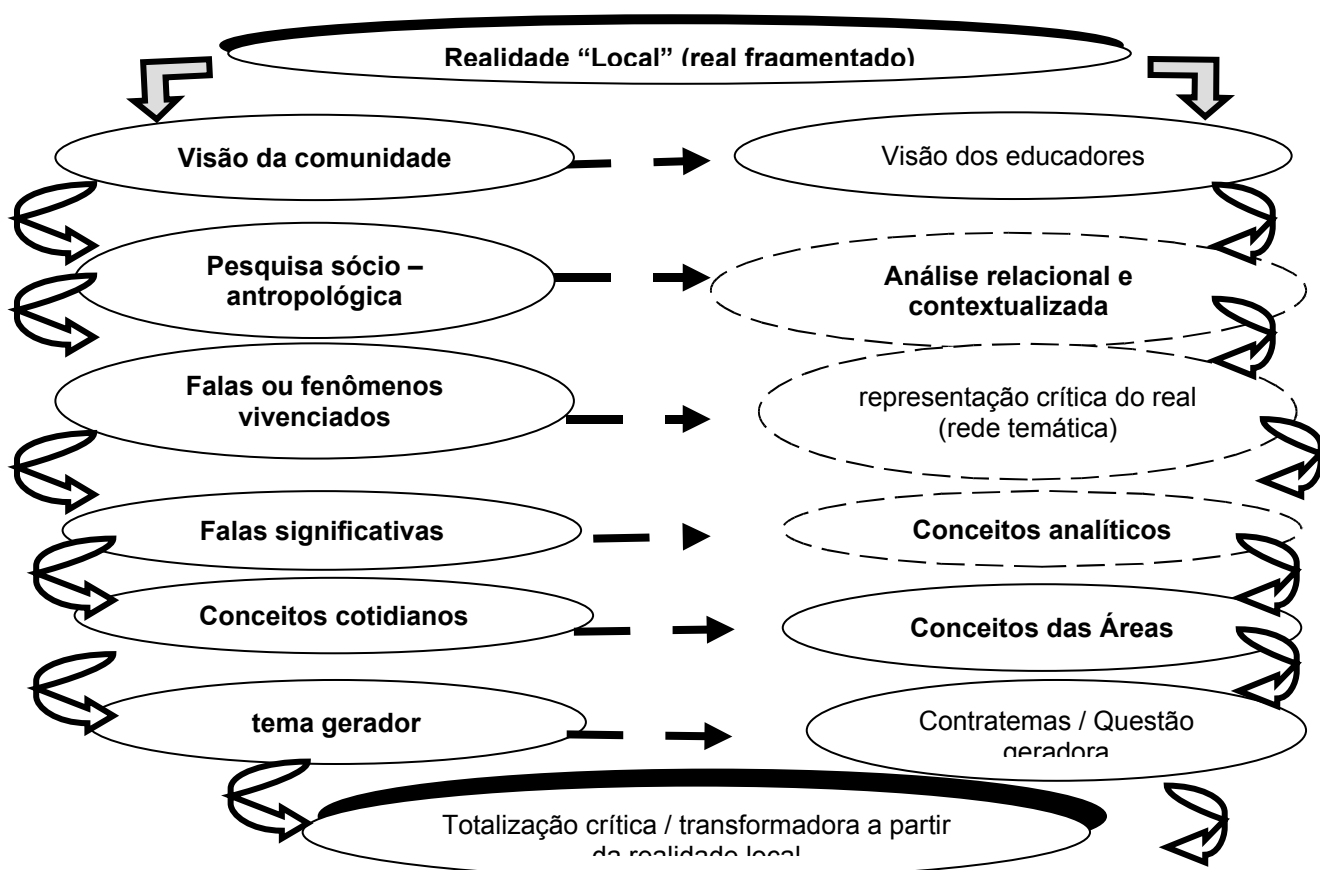 Realidade “Local” (real fragmentado)
Visão da comunidade
Visão dos educadores
Pesquisa sócio –
antropológica
Análise relacional e
contextualizada
Falas ou fenômenos
vivenciados
representação crítica do real
(rede temática)
Falas significativas
Conceitos analíticos
Conceitos cotidianos
Conceitos das Áreas
tema gerador
Contratemas / Questão
geradora
Totalização crítica / transformadora a partir
da realidade local